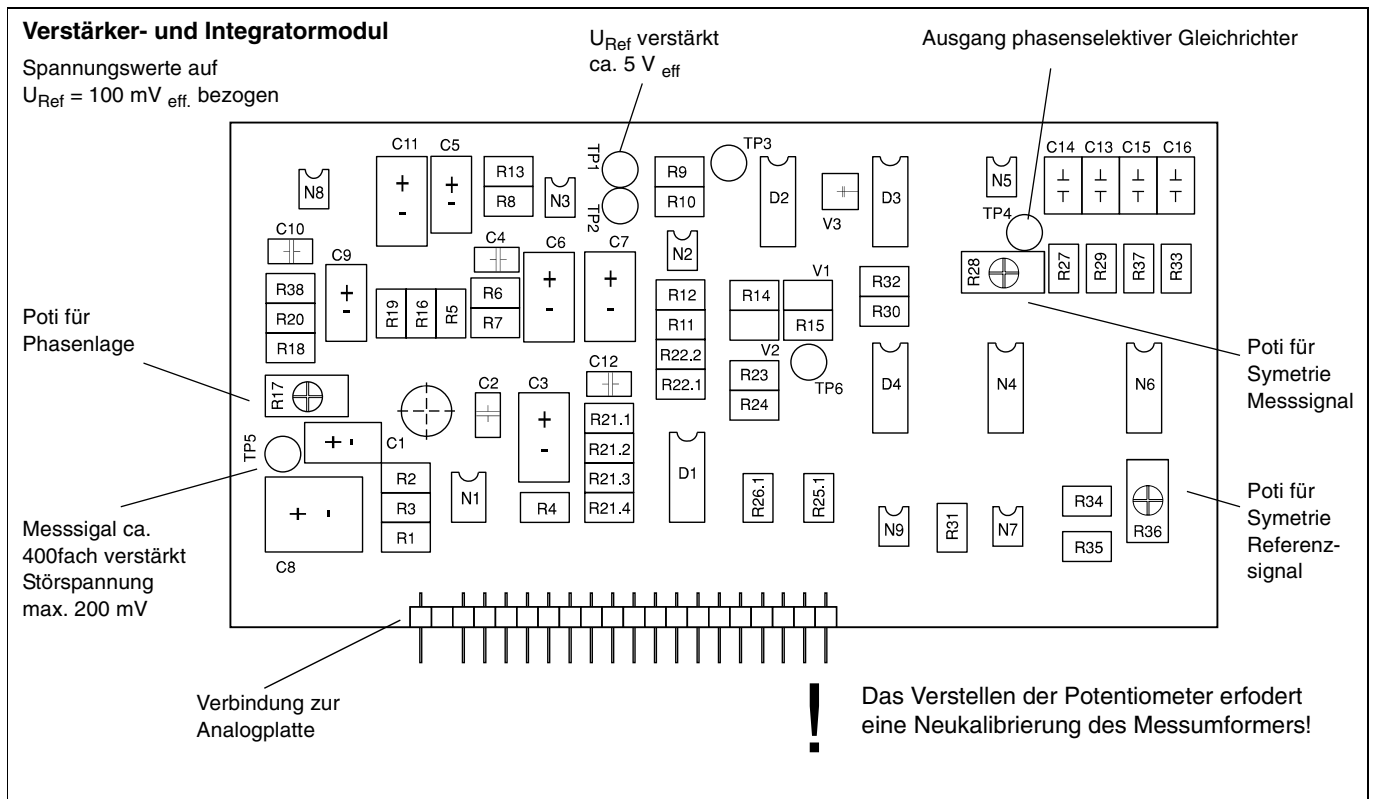 Verstärker- und Integratormodul
Spannungswerte auf
URef = 100 mV eff. bezogen
URef verstärkt
ca. 5 V eff
Ausgang phasenselektiver Gleichrichter
C11 C5 R13 R8 N8 N3 TP1 TP2 R9 R10 TP3 D2 V3 D3 N5 TP4 C14 C13 C15 C16
C10 C9 C4 C6 C7 N2 V1 R28 R27 R29 R37 R33
R38 R20 R18 R19 R16 R5 R6 R7 R12 R11 R22.2 R22.1 R14 R15 R32 R30
Poti für
Phasenlage
R17 C2 C3 C12 V2 R23 R24 TP6 D4 N4 N6
Poti für
Symetrie
Messsignal
TP5 C1 R21.1 R21.2 R21.3 R21.4 D1
R2 R3 R1 N1 R4 R26.1 R25.1 N9 R31 N7 R34 R35 R36
C8
Messsigal ca.
400fach verstärkt
Störspannung
max. 200 mV
Poti für
Symetrie
Referenz-
signal
Verbindung zur
Analogplatte
!
Das Verstellen der Potentiometer erfodert
eine Neukalibrierung des Messumformers!